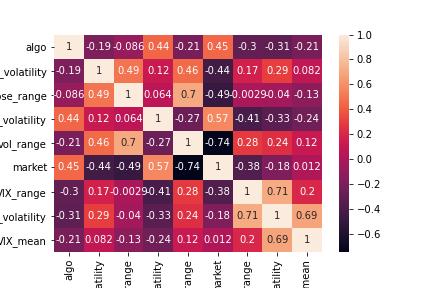 algo 1 -0.19 -0.086 0.44 -0.21 0.45 -0.3 -0.31 -0.21
_volatility -0.19 1 0.49 0.12 0.46 -0.44 0.17 0.29 0.082
ose_range -0.086 0.49 1 0.064 0.7 -0.49 -0.0029 -0.04 -0.13
_volatility 0.44 0.12 0.064 1 -0.27 0.57 -0.41 -0.33 -0.24
vol_range -0.21 0.46 0.7 -0.27 1 -0.74 0.28 0.24 0.12
market 0.45 -0.44 -0.49 0.57 -0.74 1 -0.38 -0.18 0.012
VIX_range -0.3 0.17 -0.0029 -0.41 0.28 -0.38 1 0.71 0.2
_volatility -0.31 0.29 -0.04 -0.33 0.24 -0.18 0.71 1 0.69
VIX_mean -0.21 0.082 -0.13 -0.24 0.12 0.012 0.2 0.69 1
algo
atility
range
atility
range
market
range
atility
mean
1.0
0.8
0.6
0.4
0.2
0.0
−0.2
−0.4
−0.6